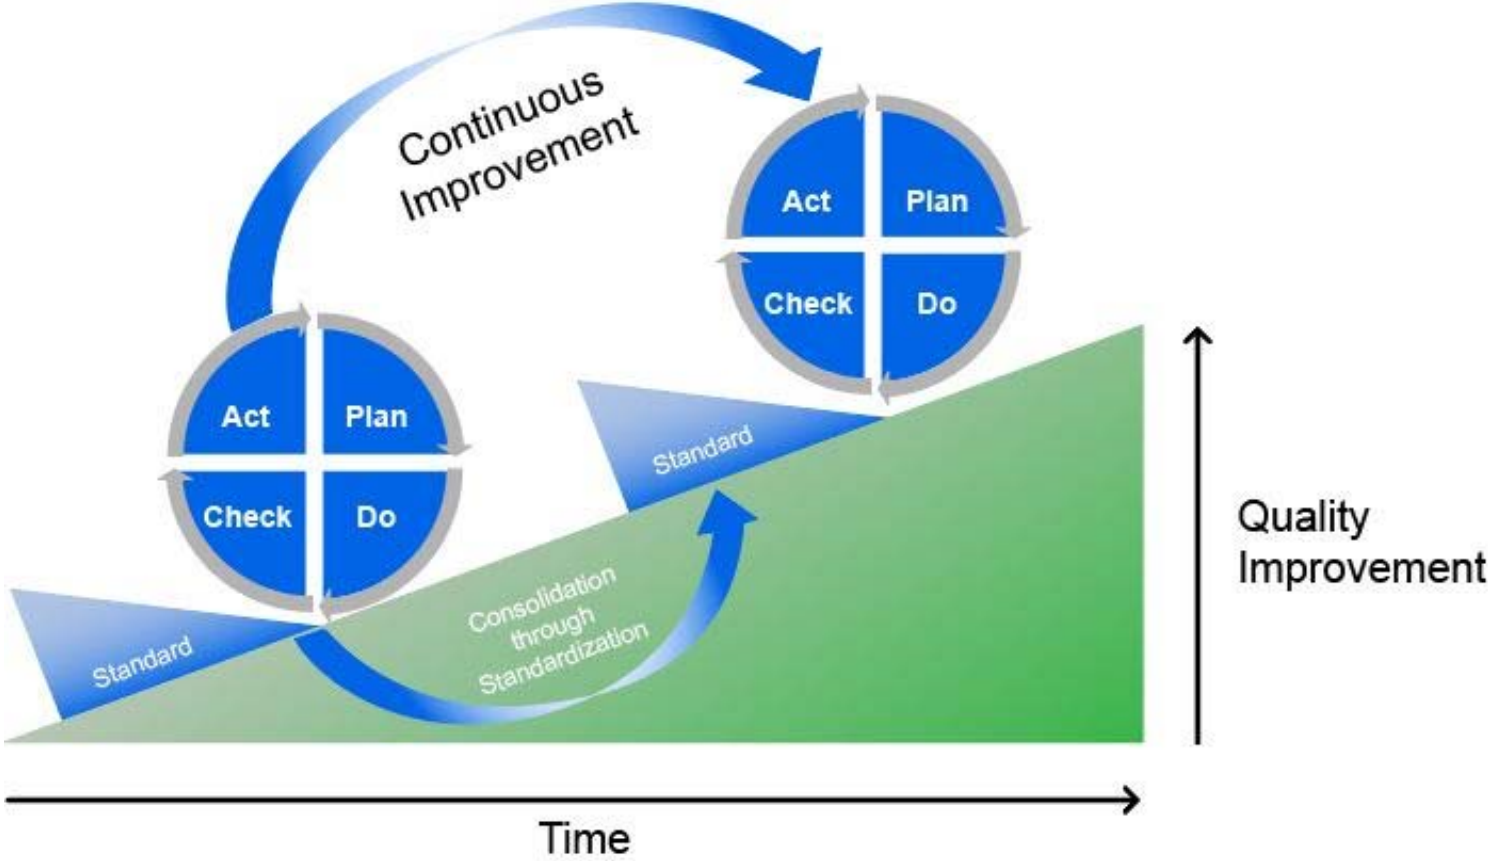 Continuous
Improvement
Act
Plan
Check
Do
Act
Plan
Check
Do
Standard
Standard
Consolidation
through
Standardization
Quality
Improvement
Time